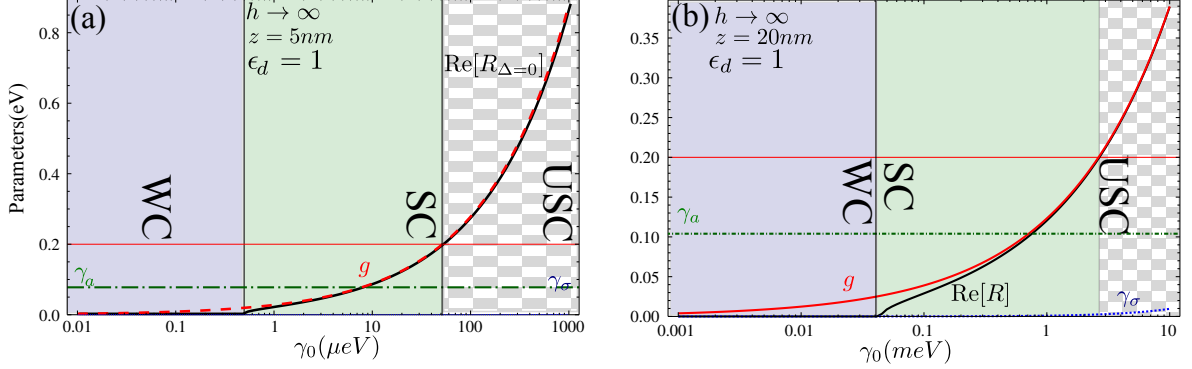 (a)
h → ∞
z = 5nm
ϵ_d = 1
Re[R_{Δ=0}]
WC
SC
USC
γ_a
g
γ_σ
Parameters(eV)
0.8
0.6
0.4
0.2
0.0
0.01
0.1
1
10
100
1000
γ_0(μeV)
(b)
h → ∞
z = 20nm
ϵ_d = 1
WC
SC
USC
γ_a
g
Re[R]
γ_σ
0.35
0.30
0.25
0.20
0.15
0.10
0.05
0.00
0.001
0.01
0.1
1
10
γ_0(meV)